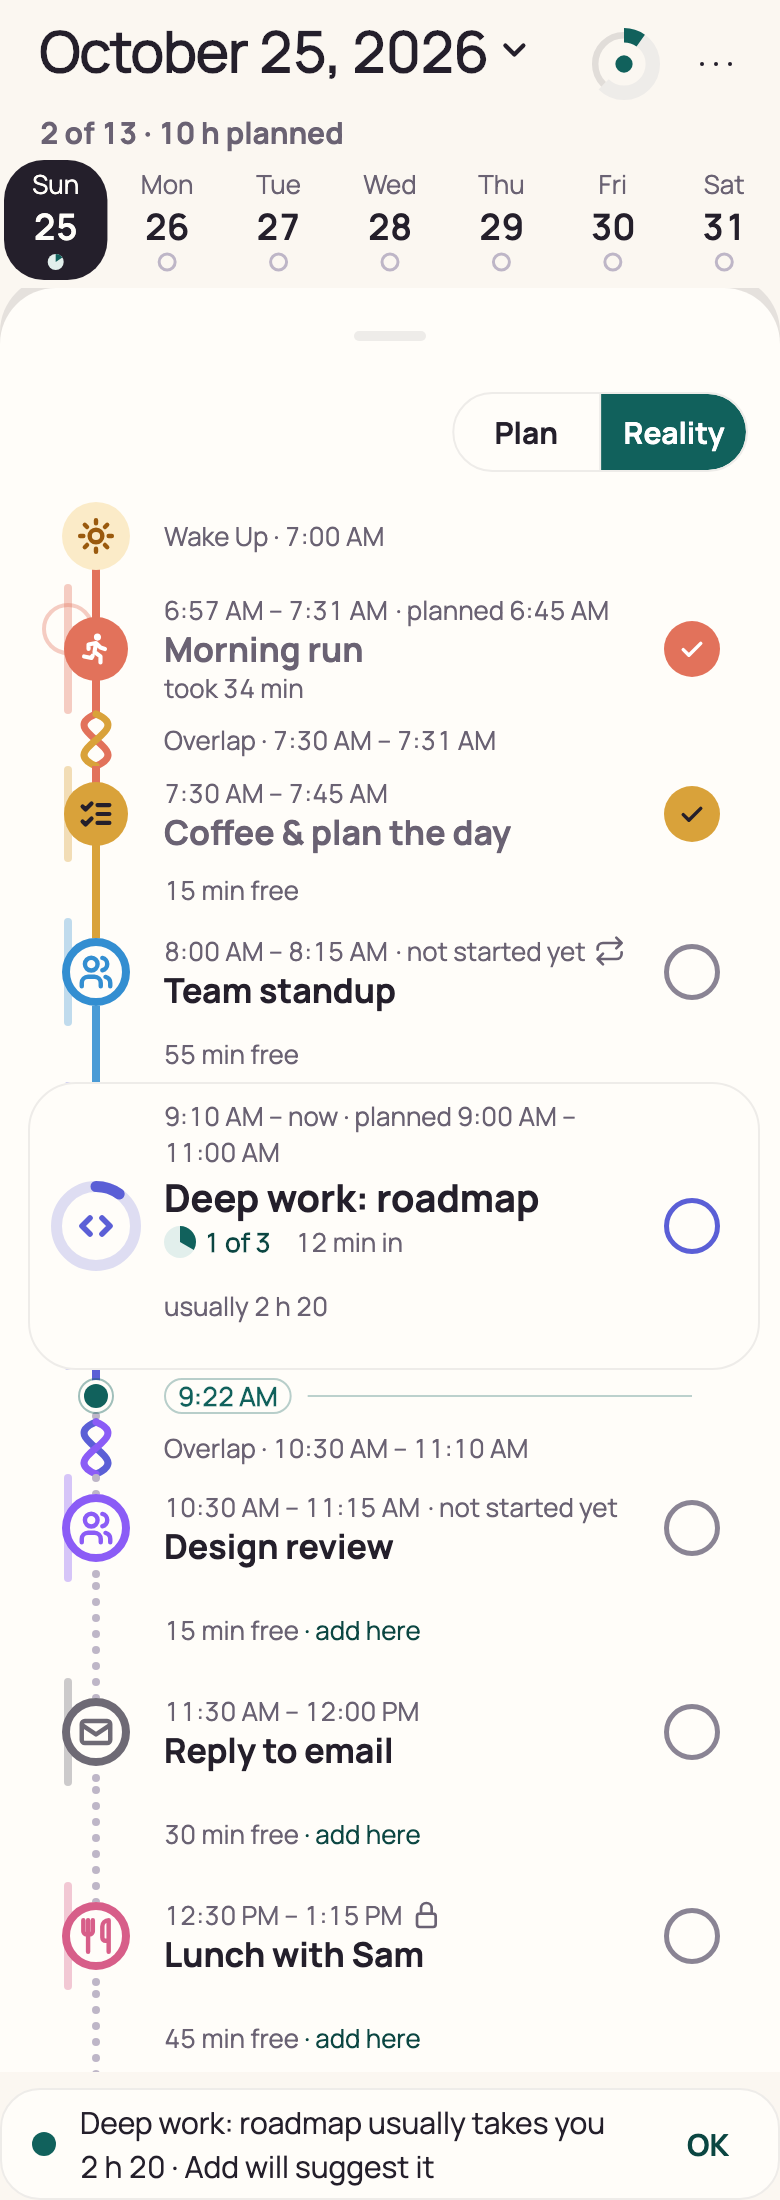 October 25, 2026
...
2 of 13 · 10 h planned
Sun Mon Tue Wed Thu Fri Sat
25 26 27 28 29 30 31
Plan Reality
Wake Up · 7:00 AM
6:57 AM – 7:31 AM · planned 6:45 AM
Morning run
took 34 min
Overlap · 7:30 AM – 7:31 AM
7:30 AM – 7:45 AM
Coffee & plan the day
15 min free
8:00 AM – 8:15 AM · not started yet
Team standup
55 min free
9:10 AM – now · planned 9:00 AM –
11:00 AM
Deep work: roadmap
1 of 3 12 min in
usually 2 h 20
9:22 AM
Overlap · 10:30 AM – 11:10 AM
10:30 AM – 11:15 AM · not started yet
Design review
15 min free · add here
11:30 AM – 12:00 PM
Reply to email
30 min free · add here
12:30 PM – 1:15 PM
Lunch with Sam
45 min free · add here
Deep work: roadmap usually takes you
2 h 20 · Add will suggest it
OK